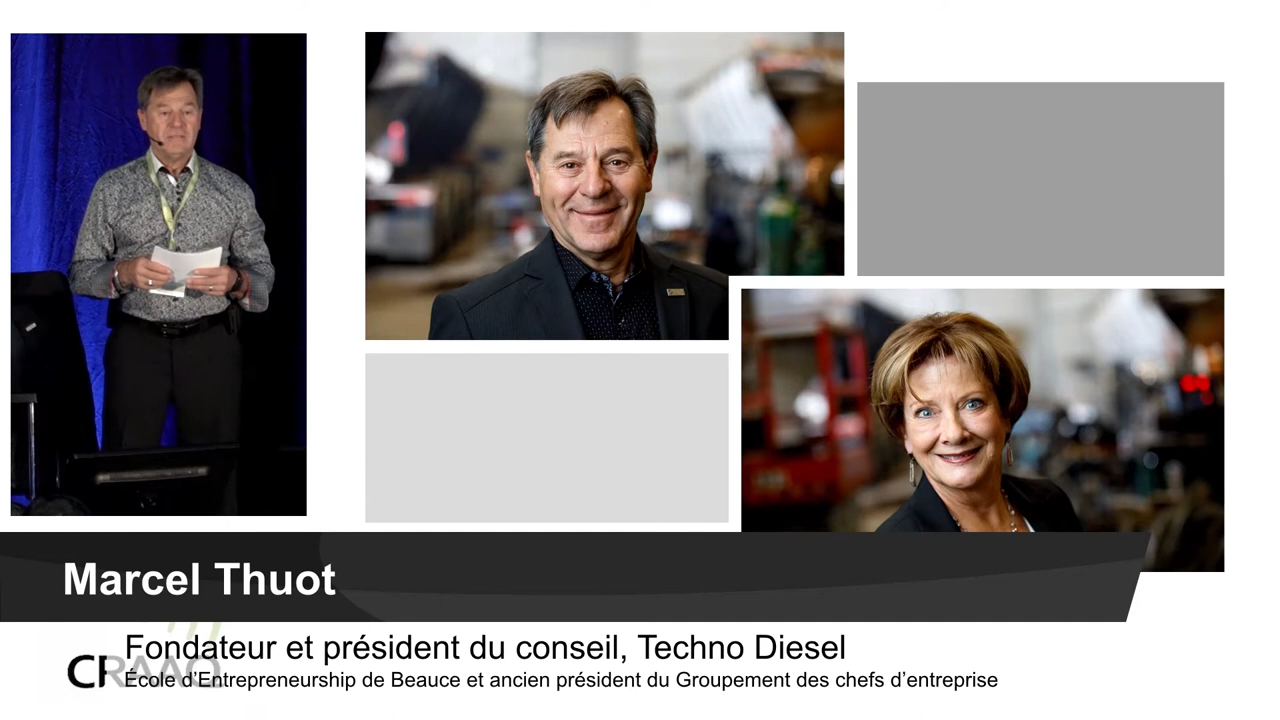 Marcel Thuot
Fondateur et président du conseil, Techno Diesel
CRAAQ
École d’Entrepreneurship de Beauce et ancien président du Groupement des chefs d’entreprise